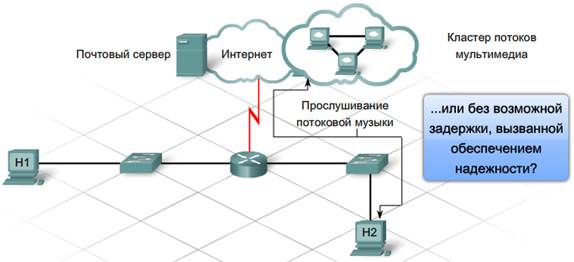 Почтовый сервер
Интернет
Кластер потоков
мультимедиа
Прослушивание
потоковой музыки
...или без возможной
задержки, вызванной
обеспечением
надежности?
H1
H2